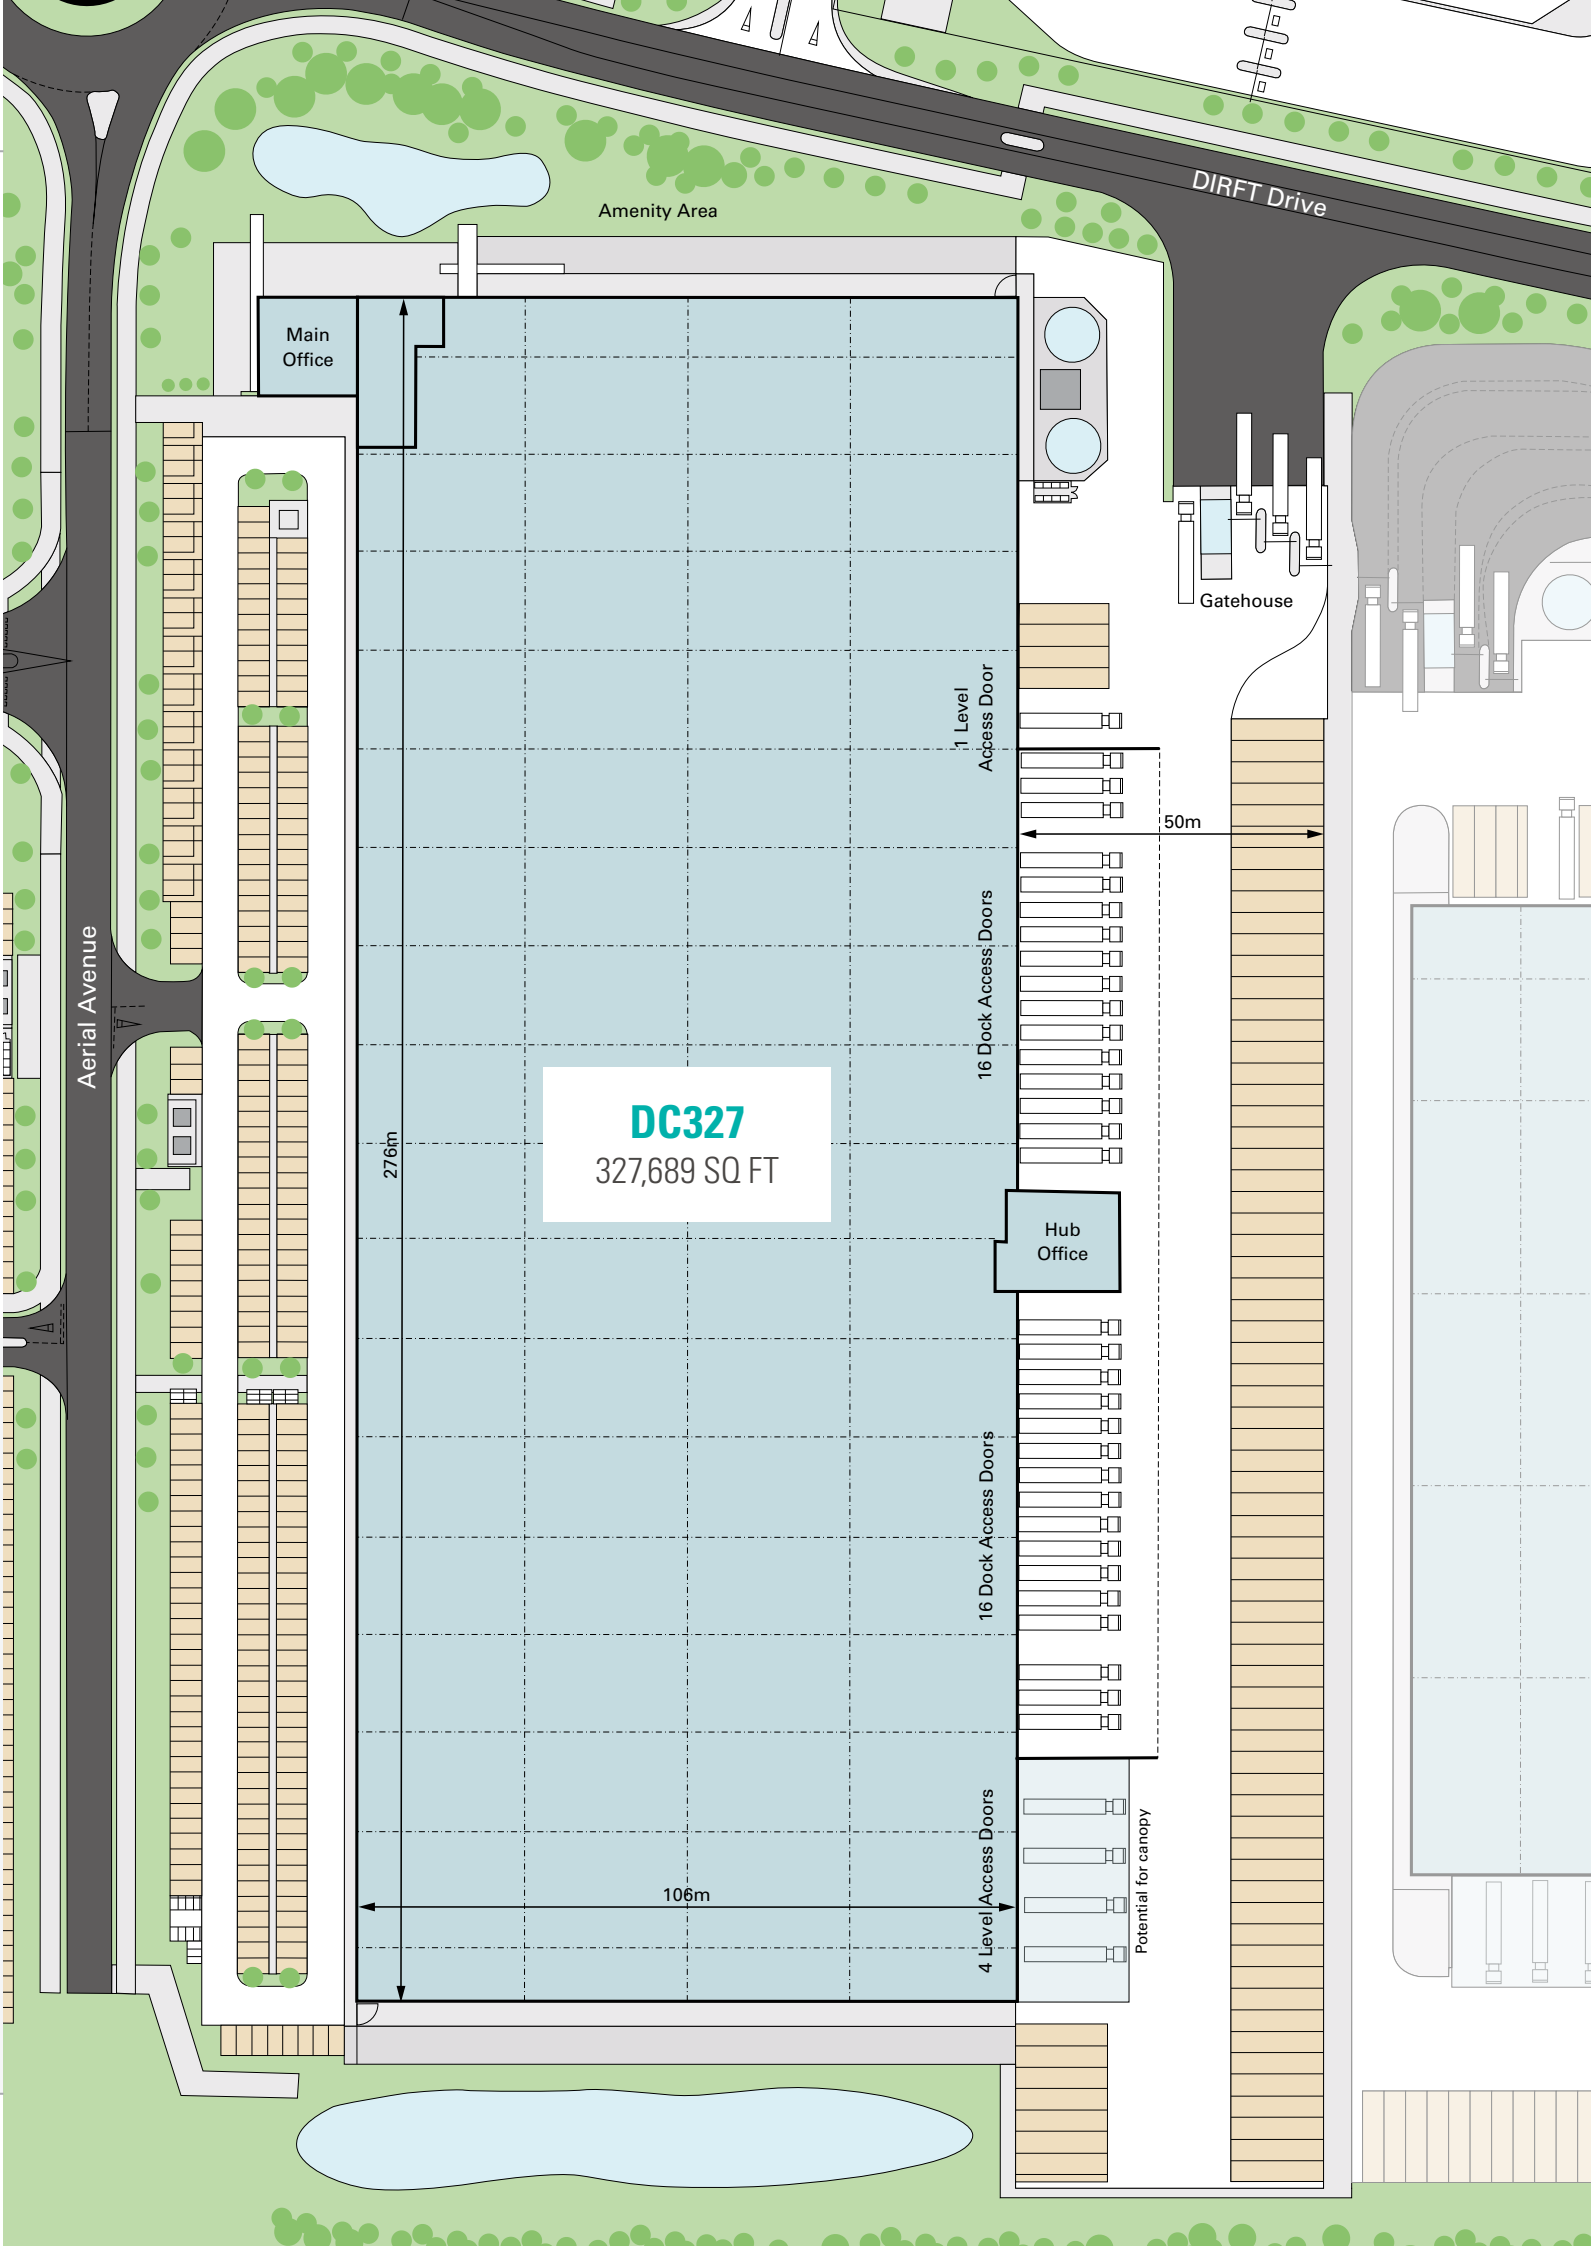 DIRFT Drive
Amenity Area
Main
Office
Gatehouse
1 Level
Access Door
50m
16 Dock Access Doors
Aerial Avenue
DC327
327,689 SQ FT
276m
Hub
Office
16 Dock Access Doors
4 Level Access Doors
Potential for canopy
106m